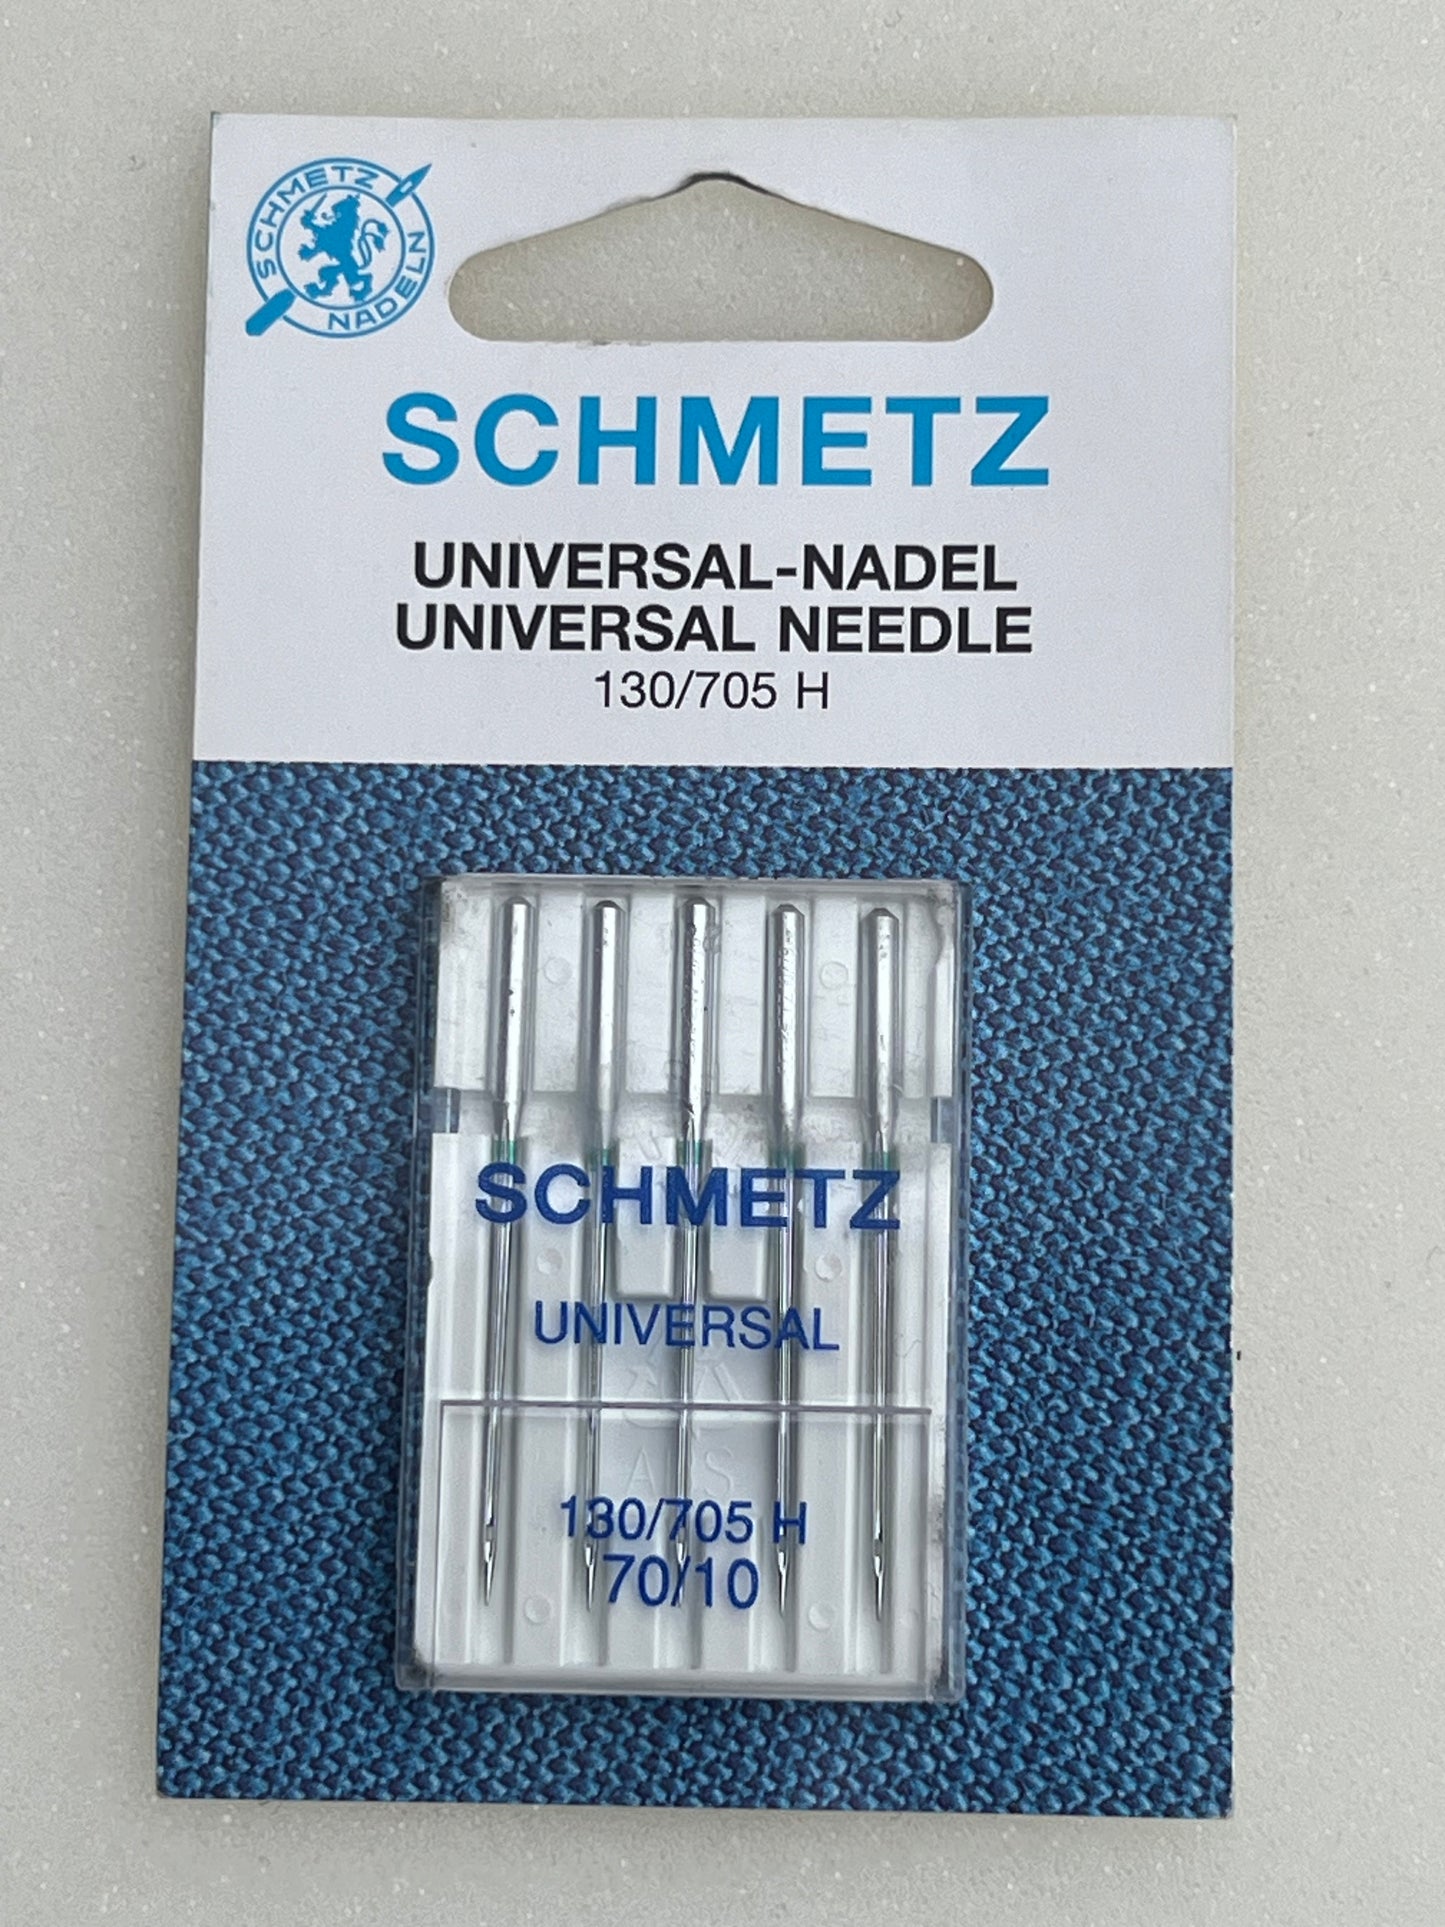 SCHMETZ
NADELN
SCHMETZ
UNIVERSAL-NADEL
UNIVERSAL NEEDLE
130/705 H
SCHMETZ
UNIVERSAL
130/705 H
70/10